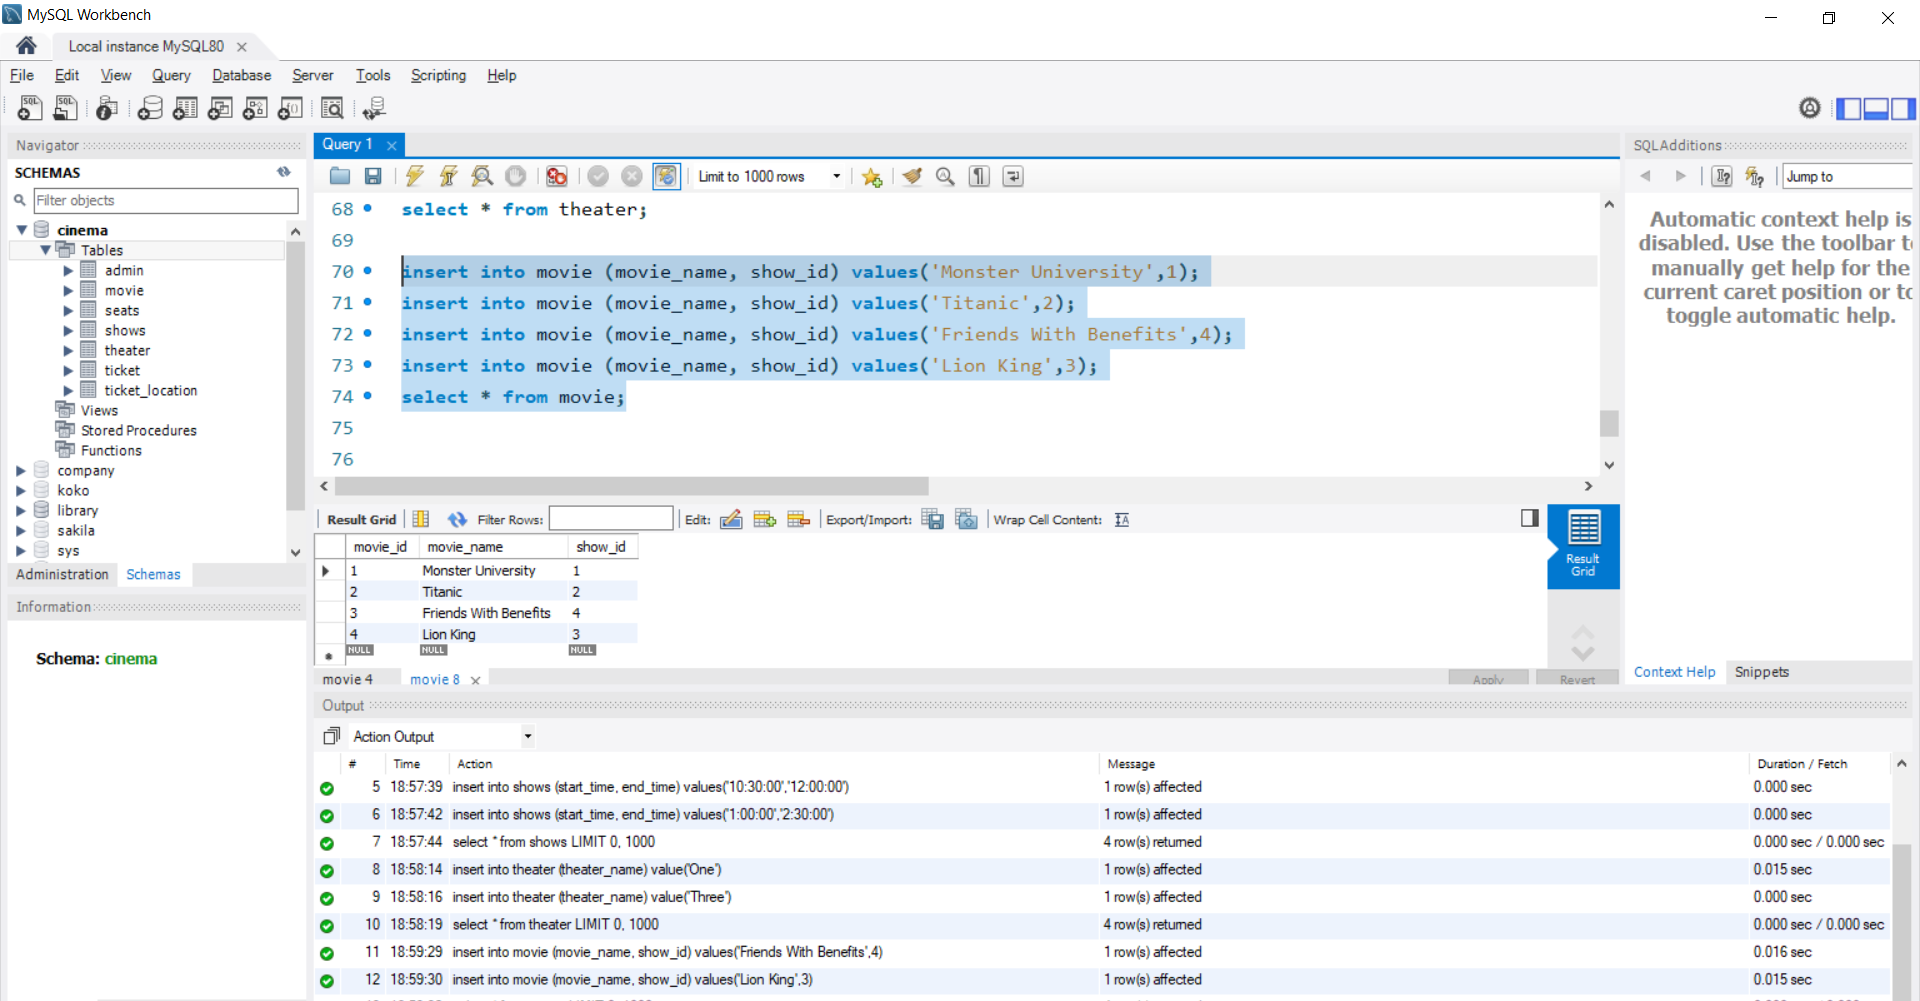 MySQL Workbench
Local instance MySQL80
File Edit View Query Database Server Tools Scripting Help
Navigator
SCHEMAS
Filter objects
cinema
Tables
admin
movie
seats
shows
theater
ticket
ticket_location
Views
Stored Procedures
Functions
company
koko
library
sakila
sys
Administration Schemas
Information
Schema: cinema
Query 1
Limit to 1000 rows
68 select * from theater;
69
70 insert into movie (movie_name, show_id) values('Monster University',1);
71 insert into movie (movie_name, show_id) values('Titanic',2);
72 insert into movie (movie_name, show_id) values('Friends With Benefits',4);
73 insert into movie (movie_name, show_id) values('Lion King',3);
74 select * from movie;
75
76
Result Grid Filter Rows: Edit: Export/Import: Wrap Cell Content:
movie_id movie_name show_id
1 Monster University 1
2 Titanic 2
3 Friends With Benefits 4
4 Lion King 3
NULL NULL NULL
Result
Grid
movie 4 movie 8 Apply Revert
SQLAdditions
Jump to
Automatic context help is
disabled. Use the toolbar t
manually get help for the
current caret position or to
toggle automatic help.
Context Help Snippets
Output
Action Output
# Time Action Message Duration / Fetch
5 18:57:39 insert into shows (start_time, end_time) values('10:30:00','12:00:00') 1 row(s) affected 0.000 sec
6 18:57:42 insert into shows (start_time, end_time) values('1:00:00','2:30:00') 1 row(s) affected 0.000 sec
7 18:57:44 select * from shows LIMIT 0, 1000 4 row(s) returned 0.000 sec / 0.000 sec
8 18:58:14 insert into theater (theater_name) value('One') 1 row(s) affected 0.015 sec
9 18:58:16 insert into theater (theater_name) value('Three') 1 row(s) affected 0.000 sec
10 18:58:19 select * from theater LIMIT 0, 1000 4 row(s) returned 0.000 sec / 0.000 sec
11 18:59:29 insert into movie (movie_name, show_id) values('Friends With Benefits',4) 1 row(s) affected 0.016 sec
12 18:59:30 insert into movie (movie_name, show_id) values('Lion King',3) 1 row(s) affected 0.015 sec